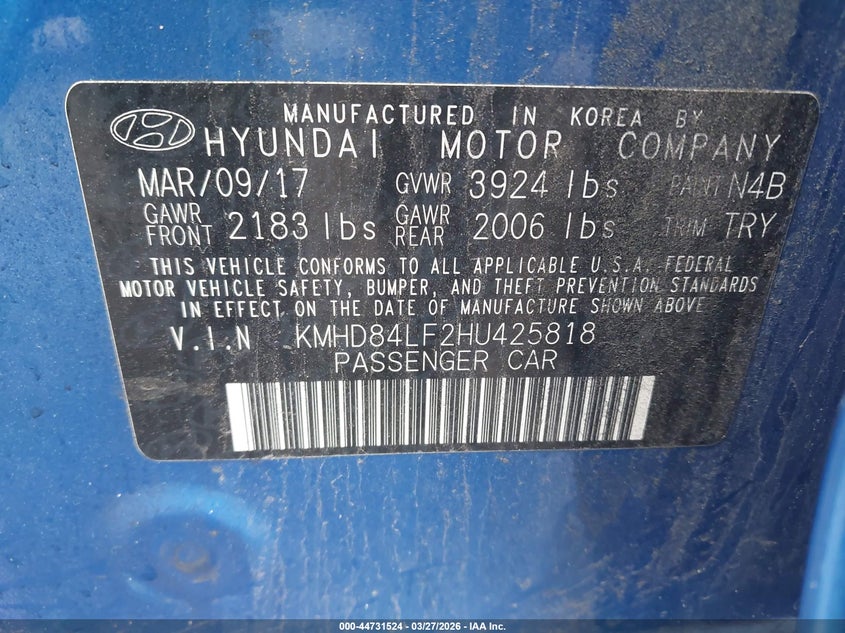 MANUFACTURED IN KOREA BY
HYUNDAI MOTOR COMPANY
MAR/09/17 GVWR 3924 lbs PAINT N4B
GAWR FRONT 2183 lbs GAWR REAR 2006 lbs TRIM TRY
THIS VEHICLE CONFORMS TO ALL APPLICABLE U.S.A. FEDERAL
MOTOR VEHICLE SAFETY, BUMPER, AND THEFT PREVENTION STANDARDS
IN EFFECT ON THE DATE OF MANUFACTURE SHOWN ABOVE.
V.I.N KMHD84LF2HU425818
PASSENGER CAR
000-44731524 | 03/27/2026 | IAA Inc.